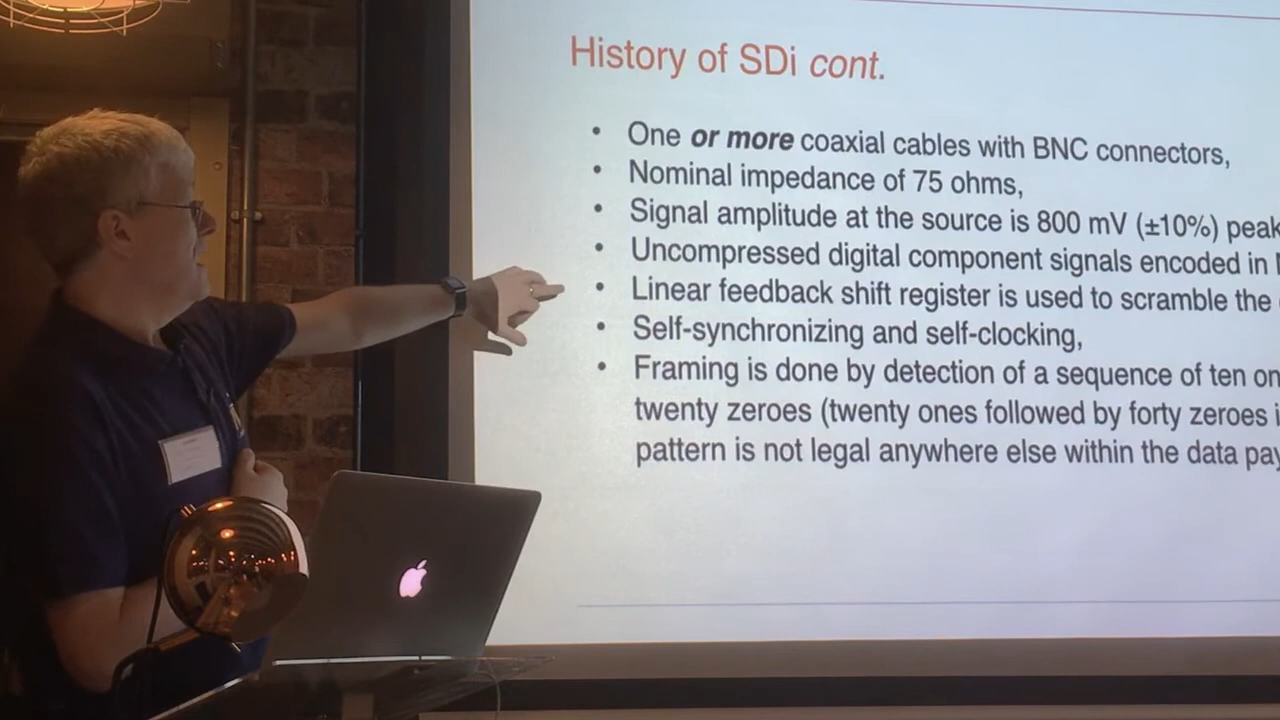 History of SDi cont.
• One or more coaxial cables with BNC connectors,
• Nominal impedance of 75 ohms,
• Signal amplitude at the source is 800 mV (±10%) peak
• Uncompressed digital component signals encoded in
• Linear feedback shift register is used to scramble the
• Self-synchronizing and self-clocking,
• Framing is done by detection of a sequence of ten on
twenty zeroes (twenty ones followed by forty zeroes i
pattern is not legal anywhere else within the data pay